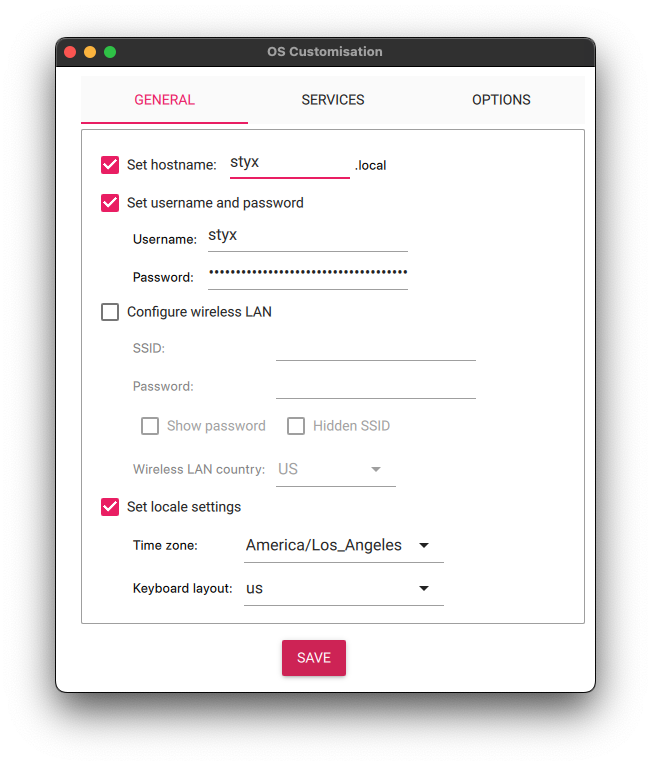 OS Customisation
GENERAL SERVICES OPTIONS
Set hostname: styx .local
Set username and password
Username: styx
Password: •••••••••••••••••••••••••••••••••••••
Configure wireless LAN
SSID:
Password:
Show password Hidden SSID
Wireless LAN country: US
Set locale settings
Time zone: America/Los_Angeles
Keyboard layout: us
SAVE